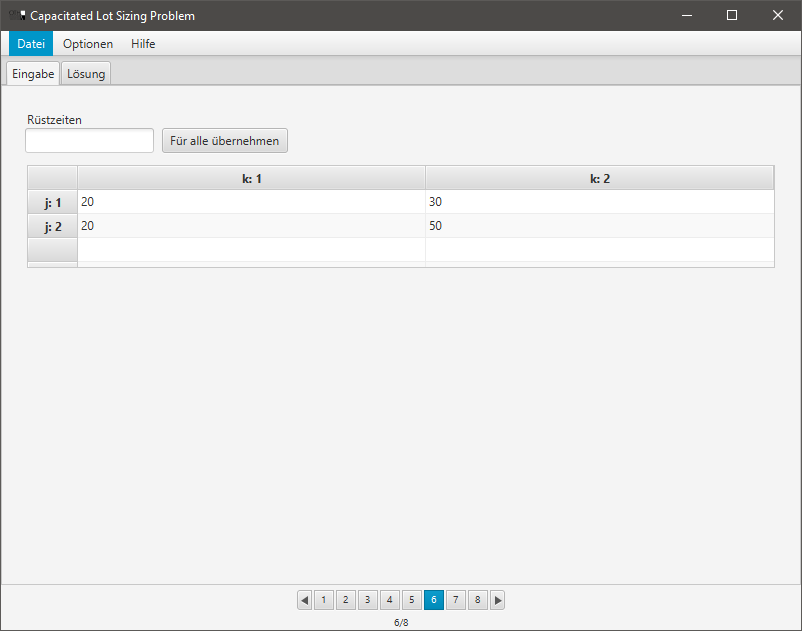 Capacitated Lot Sizing Problem
Datei Optionen Hilfe
Eingabe Lösung
Rüstzeiten
Für alle übernehmen
k: 1 k: 2
j: 1 20 30
j: 2 20 50
1 2 3 4 5 6 7 8
6/8